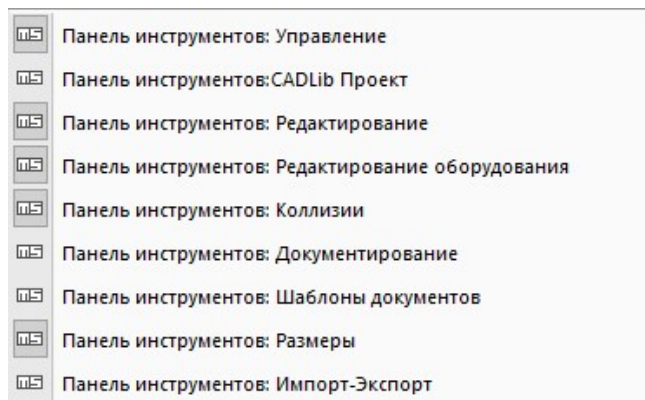 Панель инструментов: Управление
Панель инструментов:CADLib Проект
Панель инструментов: Редактирование
Панель инструментов: Редактирование оборудования
Панель инструментов: Коллизии
Панель инструментов: Документирование
Панель инструментов: Шаблоны документов
Панель инструментов: Размеры
Панель инструментов: Импорт-Экспорт